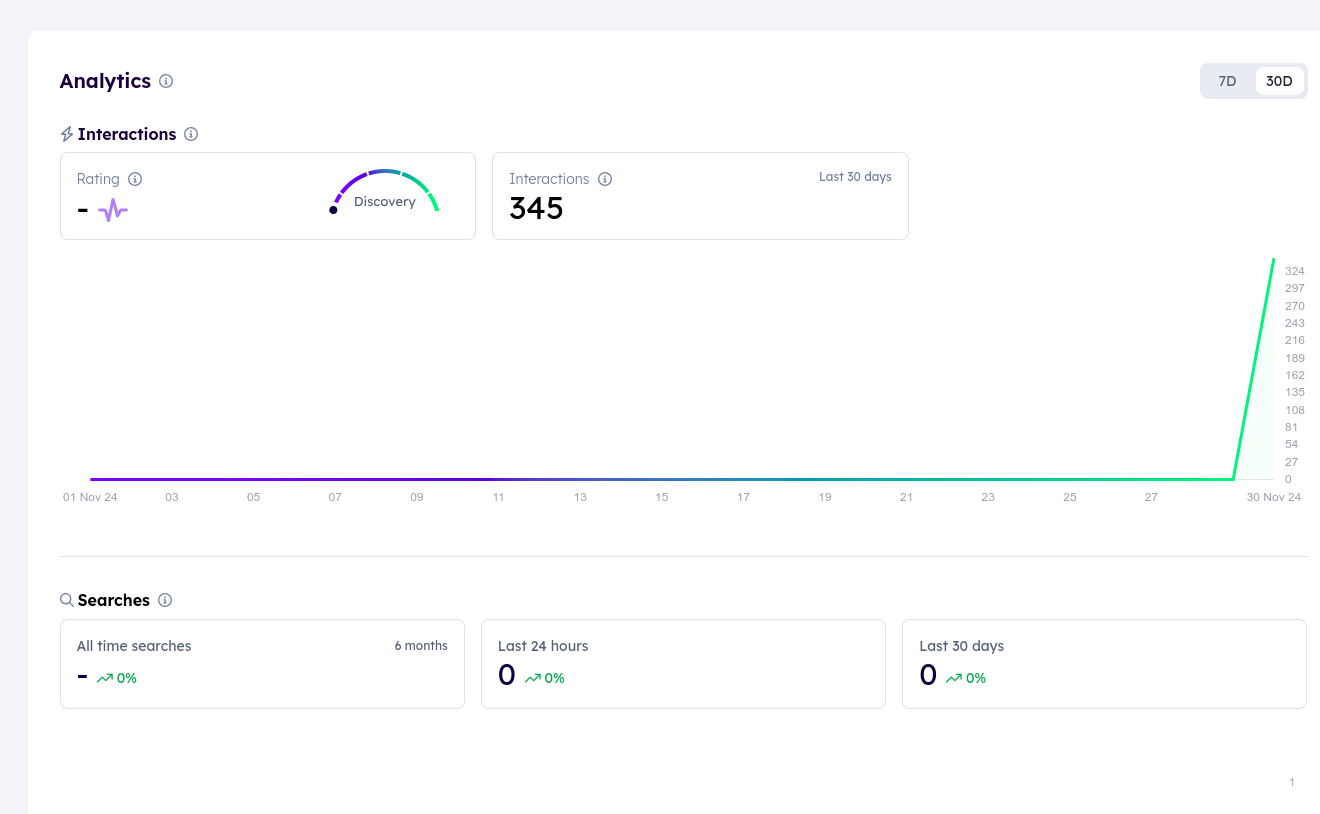 Analytics
7D 30D
Interactions
Rating
-
Discovery
Interactions
Last 30 days
345
324
297
270
243
216
189
162
135
108
81
54
27
0
01 Nov 24 03 05 07 09 11 13 15 17 19 21 23 25 27 30 Nov 24
Searches
All time searches
6 months
- 0%
Last 24 hours
0 0%
Last 30 days
0 0%
1